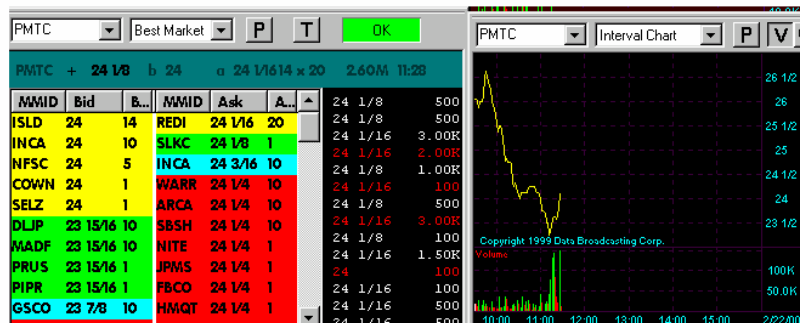 PMTC Best Market P T OK
PMTC + 24 1/8 b 24 a 24 1/16 14 x 20 2.60M 11:28
MMID Bid B... MMID Ask A...
ISLD 24 14 REDI 24 1/16 20
INCA 24 10 SLKC 24 1/8 1
NFSC 24 5 INCA 24 3/16 10
COWN 24 1 WARR 24 1/4 10
SELZ 24 1 ARCA 24 1/4 10
DLJP 23 15/16 10 SBSH 24 1/4 10
MADF 23 15/16 1 NITE 24 1/4 1
PRUS 23 15/16 1 JPMS 24 1/4 1
PIPR 23 15/16 1 FBCO 24 1/4 1
GSCO 23 7/8 10 HMQT 24 1/4 1
24 1/8 500
24 1/8 500
24 1/16 3.00K
24 1/16 2.00K
24 1/8 1.00K
24 1/16 100
24 1/8 500
24 1/16 3.00K
24 1/8 100
24 1/16 1.50K
24 100
24 1/16 100
24 1/16 500
24 1/16 500
PMTC Interval Chart P V
26 1/2
26
25 1/2
25
24 1/2
24
23 1/2
Copyright 1999 Data Broadcasting Corp.
Volume
100K
50.0K
10:00 11:00 12:00 13:00 14:00 15:00 2/22/00